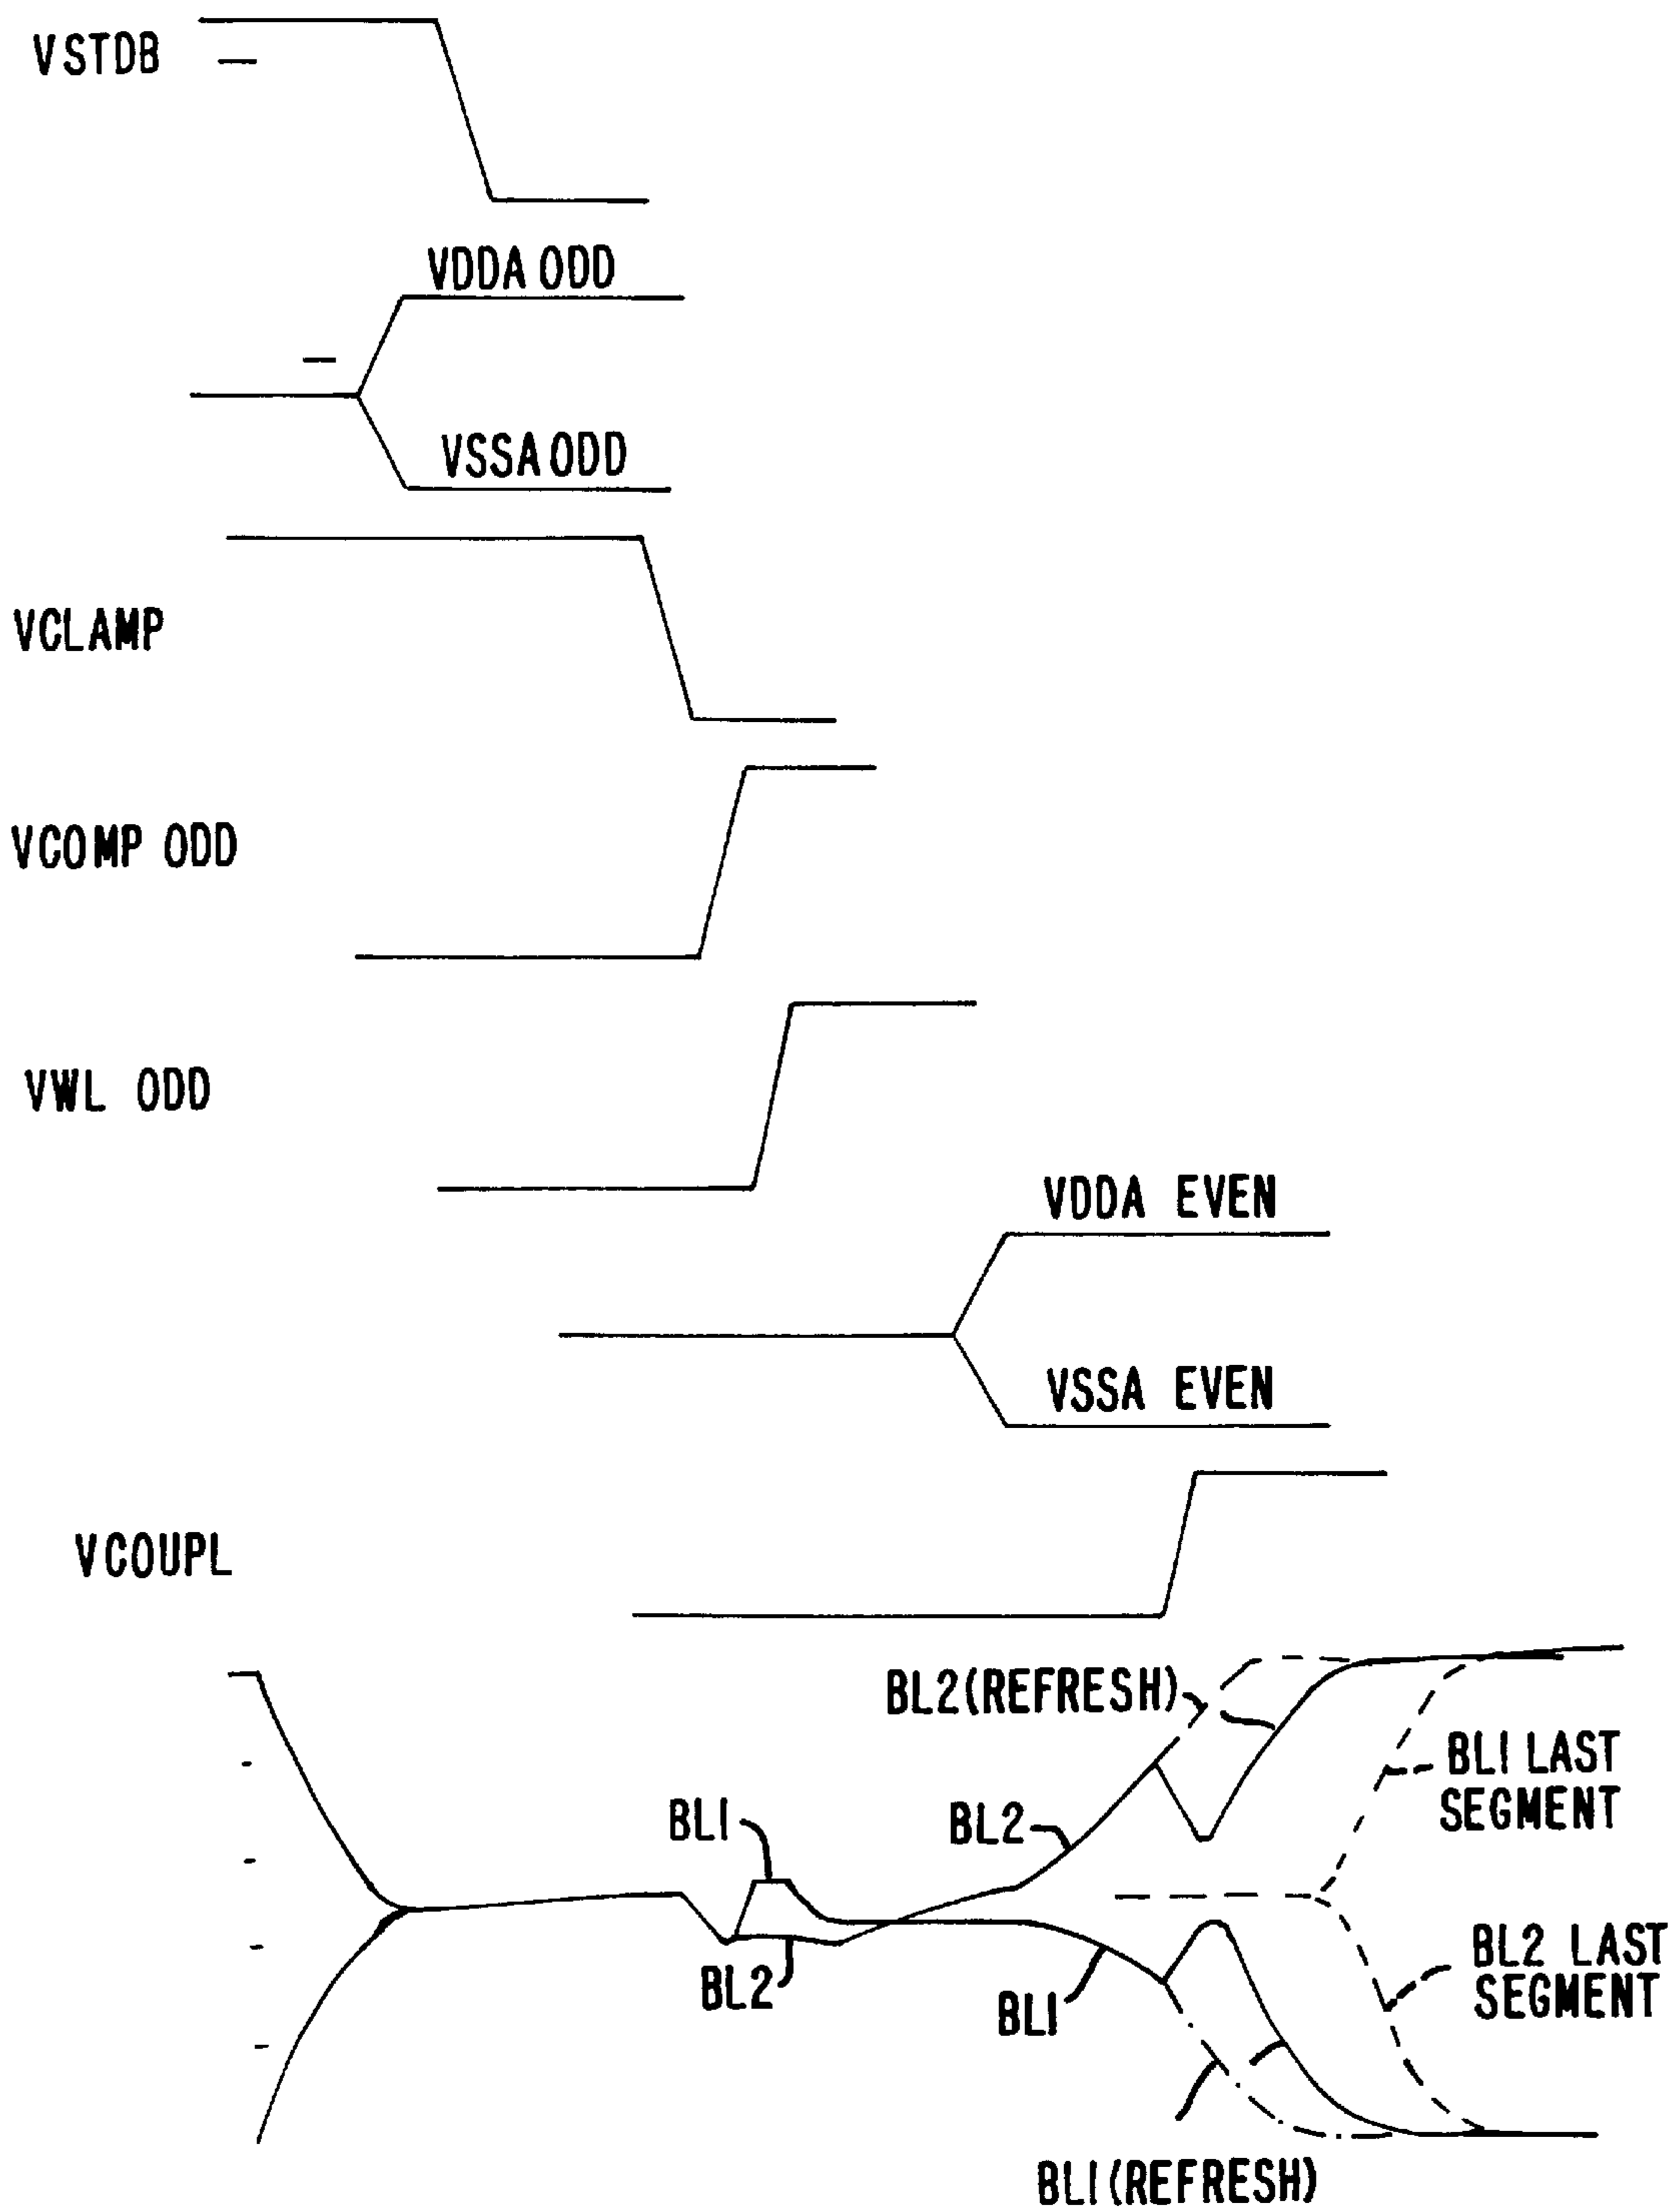 VSTDB
VDDA ODD
VSSA ODD
VCLAMP
VCOMP ODD
VWL ODD
VDDA EVEN
VSSA EVEN
VCOUPL
BL2(REFRESH)
BL1 LAST
SEGMENT
BL1
BL2
BL2
BL1
BL2 LAST
SEGMENT
BL1(REFRESH)